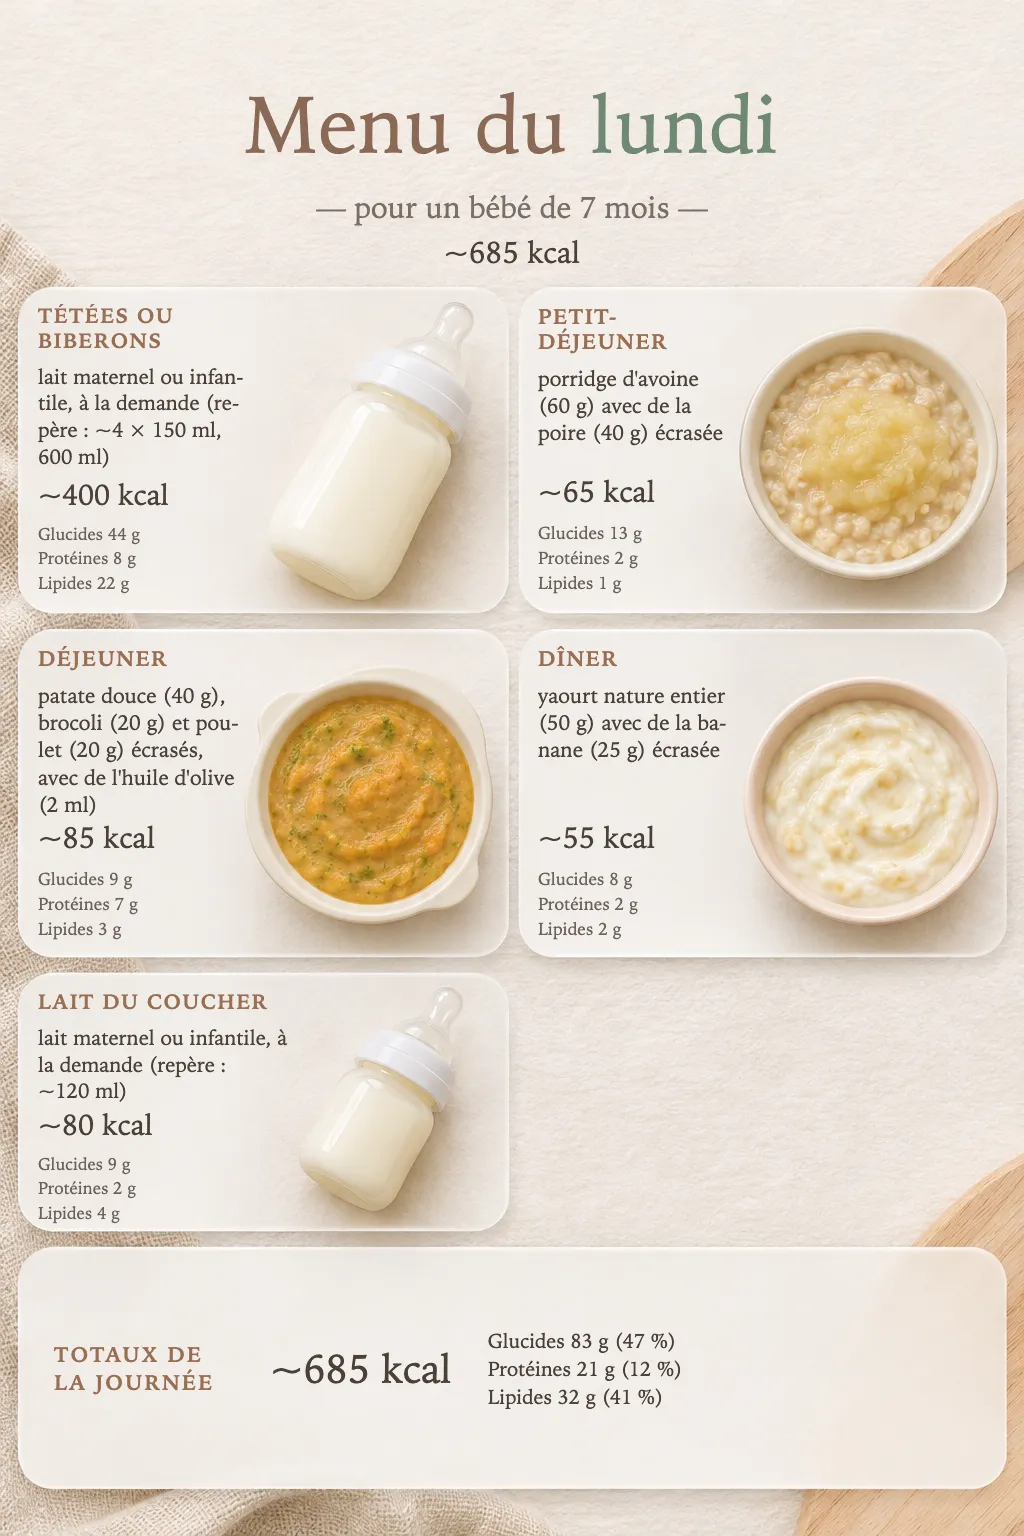 Menu du lundi
— pour un bébé de 7 mois —
~685 kcal
TÉTÉES OU
BIBERONS
lait maternel ou infan-
tile, à la demande (re-
père : ~4 × 150 ml,
600 ml)
~400 kcal
Glucides 44 g
Protéines 8 g
Lipides 22 g
PETIT-
DÉJEUNER
porridge d'avoine
(60 g) avec de la
poire (40 g) écrasée
~65 kcal
Glucides 13 g
Protéines 2 g
Lipides 1 g
DÉJEUNER
patate douce (40 g),
brocoli (20 g) et pou-
let (20 g) écrasés,
avec de l'huile d'olive
(2 ml)
~85 kcal
Glucides 9 g
Protéines 7 g
Lipides 3 g
DÎNER
yaourt nature entier
(50 g) avec de la ba-
nane (25 g) écrasée
~55 kcal
Glucides 8 g
Protéines 2 g
Lipides 2 g
LAIT DU COUCHER
lait maternel ou infantile, à
la demande (repère :
~120 ml)
~80 kcal
Glucides 9 g
Protéines 2 g
Lipides 4 g
TOTAUX DE
LA JOURNÉE
~685 kcal
Glucides 83 g (47 %)
Protéines 21 g (12 %)
Lipides 32 g (41 %)